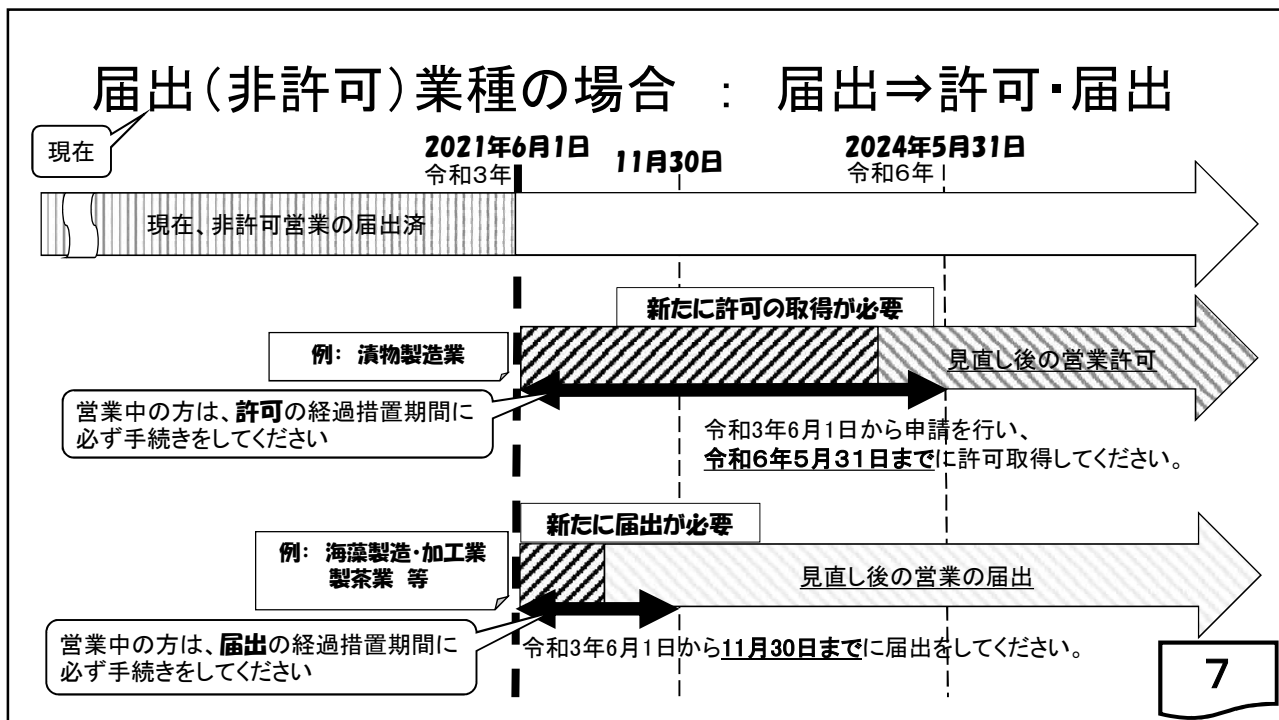 届出(非許可)業種の場合 : 届出⇒許可・届出
現在
2021年6月1日
令和3年
11月30日
2024年5月31日
令和6年
現在、非許可営業の届出済
新たに許可の取得が必要
例: 漬物製造業
見直し後の営業許可
営業中の方は、許可の経過措置期間に
必ず手続きをしてください
令和3年6月1日から申請を行い、
令和6年5月31日までに許可取得してください。
新たに届出が必要
例: 海藻製造・加工業
製茶業 等
見直し後の営業の届出
営業中の方は、届出の経過措置期間に
必ず手続きをしてください
令和3年6月1日から11月30日までに届出をしてください。
7